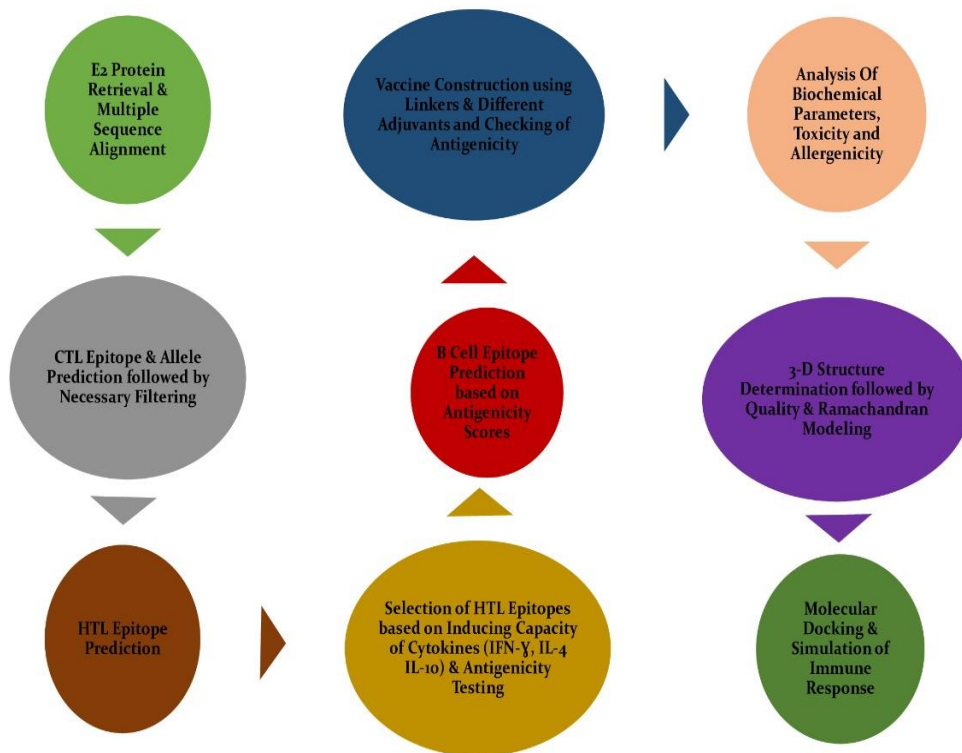 E2 Protein
Retrieval &
Multiple
Sequence
Alignment
CTL Epitope & Allele
Prediction followed by
Necessary Filtering
HTL Epitope
Prediction
Selection of HTL Epitopes
based on Inducing Capacity
of Cytokines (IFN-Ɣ, IL-4
IL-10) & Antigenicity
Testing
B Cell Epitope
Prediction
based on
Antigenicity
Scores
Vaccine Construction using
Linkers & Different
Adjuvants and Checking of
Antigenicity
Analysis Of
Biochemical
Parameters,
Toxicity and
Allergenicity
3-D Structure
Determination followed by
Quality & Ramachandran
Modeling
Molecular
Docking &
Simulation of
Immune
Response